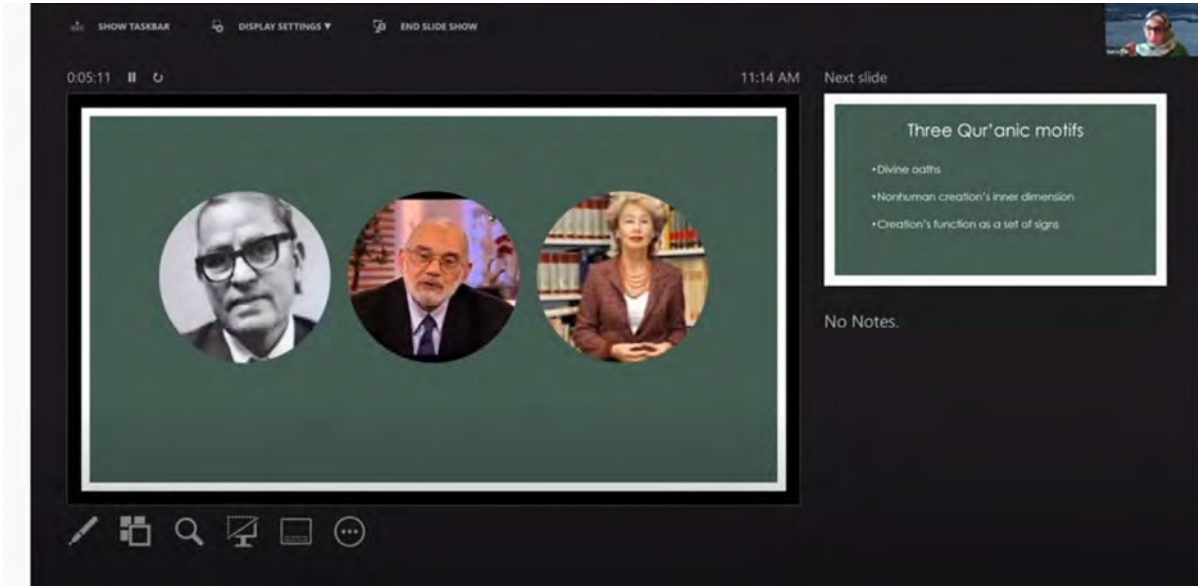 SHOW TASKBAR
DISPLAY SETTINGS ▼
END SLIDE SHOW
0:05:11
11:14 AM
Next slide
Three Qur'anic motifs
•Divine oaths
•Nonhuman creation's inner dimension
•Creation's function as a set of signs
No Notes.